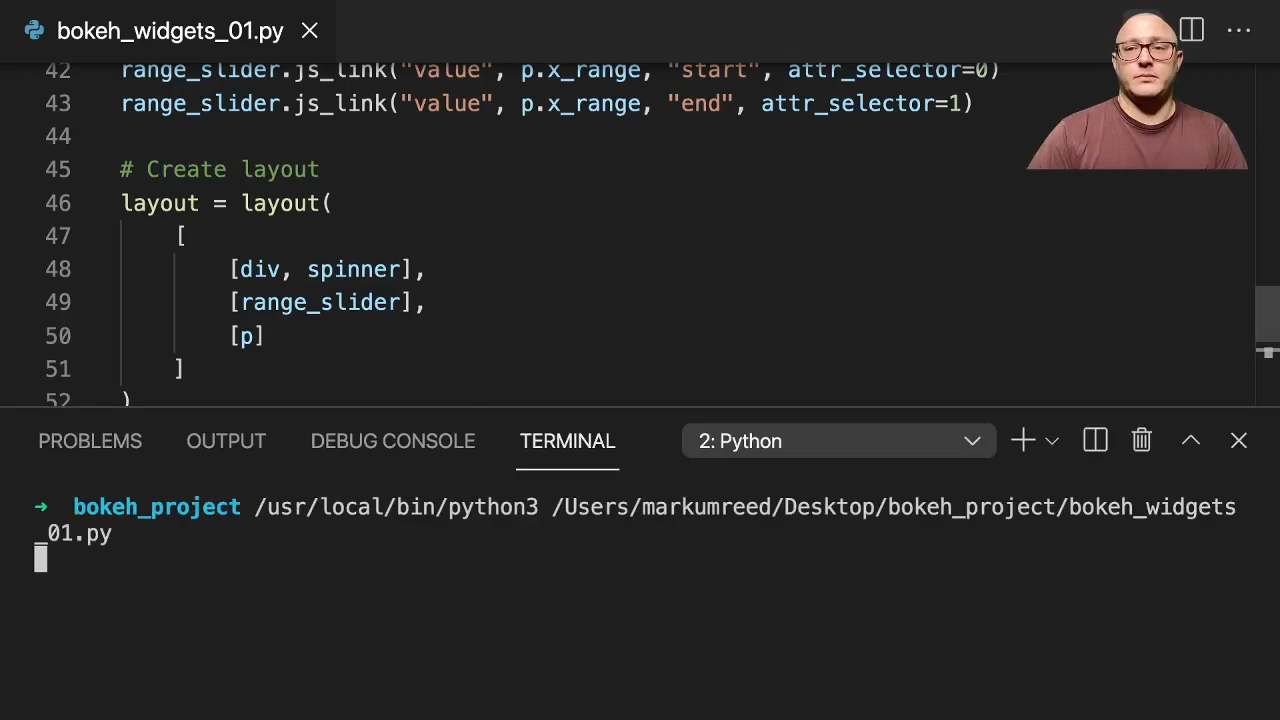 bokeh_widgets_01.py
42 range_slider.js_link("value", p.x_range, "start", attr_selector=0)
43 range_slider.js_link("value", p.x_range, "end", attr_selector=1)
44
45 # Create layout
46 layout = layout(
47 [
48 [div, spinner],
49 [range_slider],
50 [p]
51 ]
52 )
PROBLEMS OUTPUT DEBUG CONSOLE TERMINAL 2: Python
→ bokeh_project /usr/local/bin/python3 /Users/markumreed/Desktop/bokeh_project/bokeh_widgets
_01.py